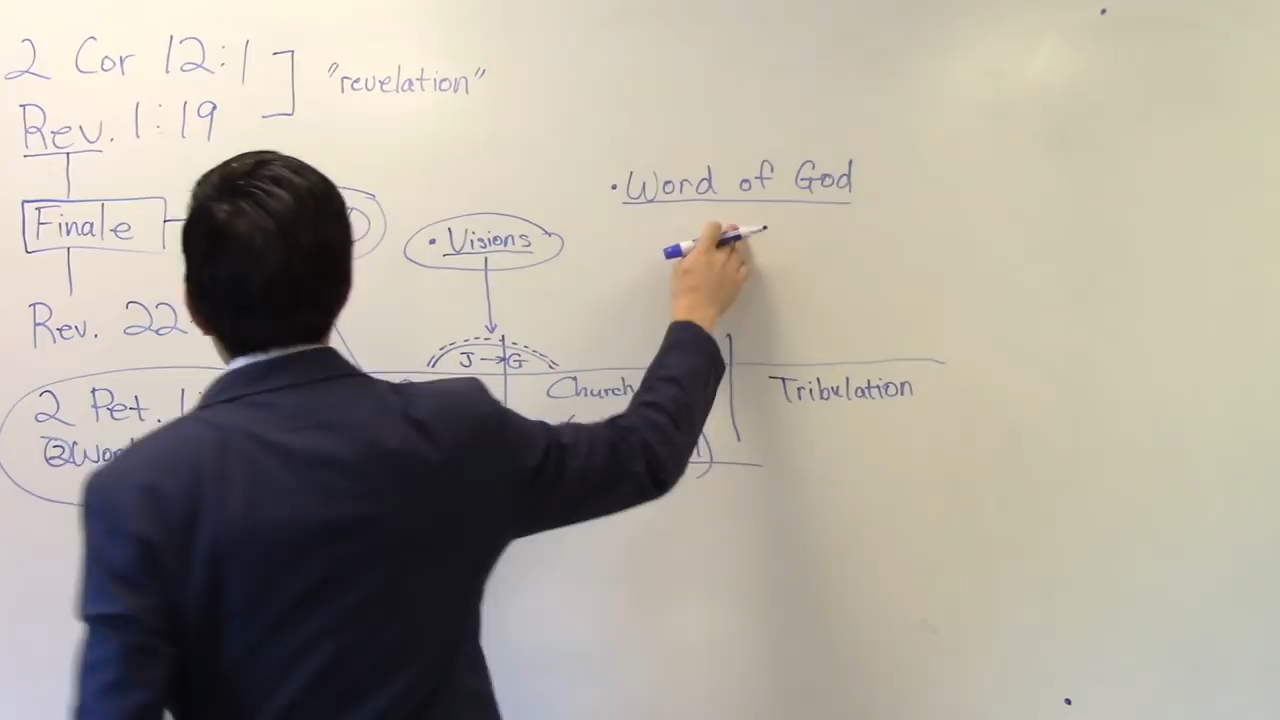 2 Cor 12:1
"revelation"
Rev. 1:19
• Word of God
Finale
• Visions
Rev. 22
J→G
Church
Tribulation
2 Pet.
②